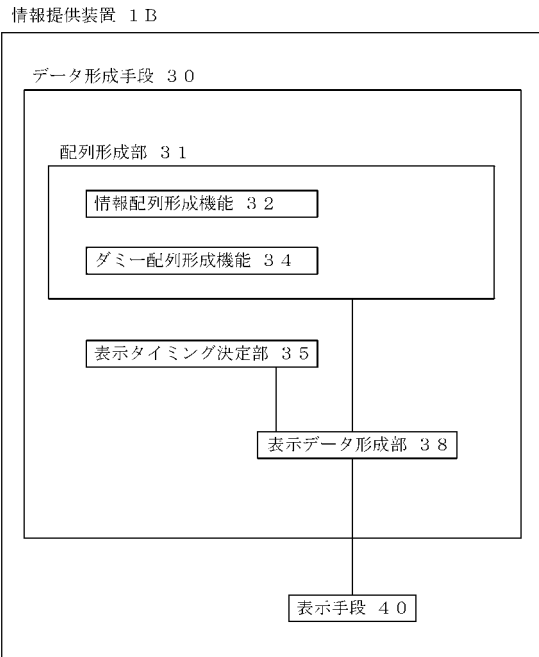 情報提供装置 １Ｂ
データ形成手段 ３０
配列形成部 ３１
情報配列形成機能 ３２
ダミー配列形成機能 ３４
表示タイミング決定部 ３５
表示データ形成部 ３８
表示手段 ４０